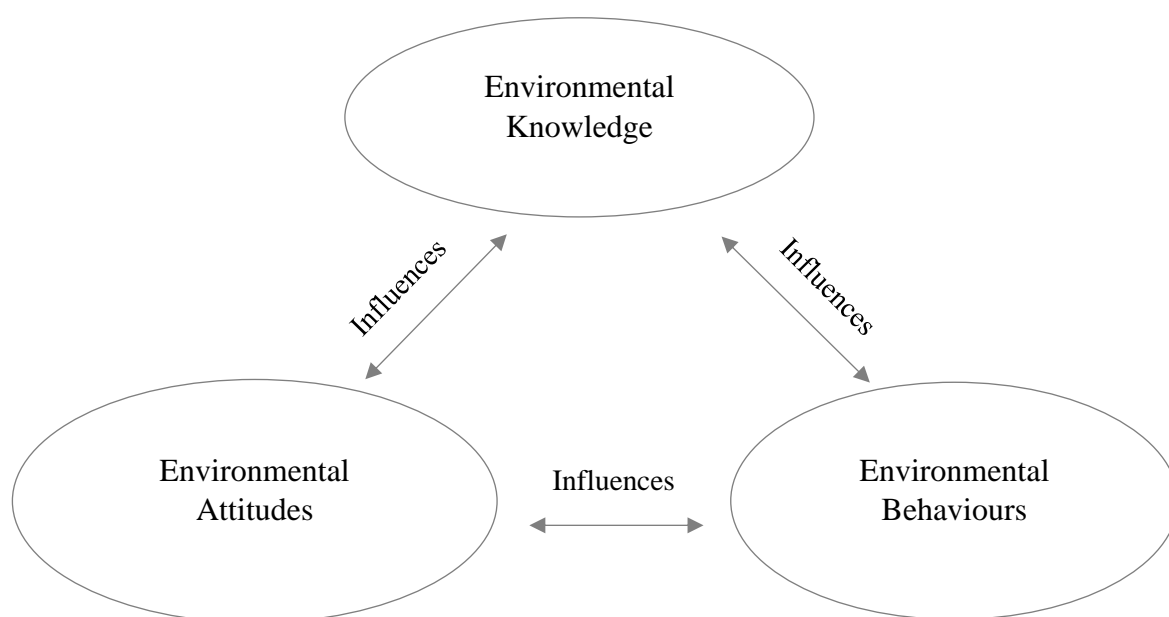 Environmental
Knowledge
Influences
Influences
Environmental
Attitudes
Influences
Environmental
Behaviours